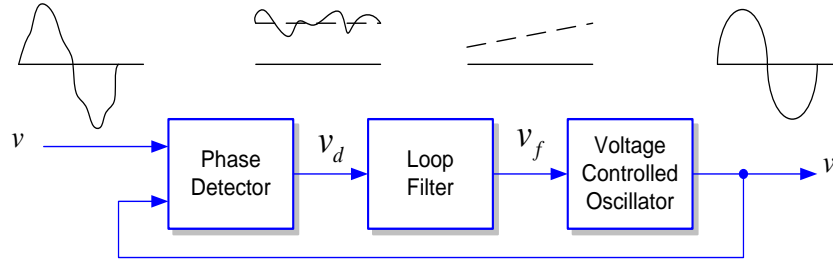 v
Phase
Detector
v_d
Loop
Filter
v_f
Voltage
Controlled
Oscillator
v